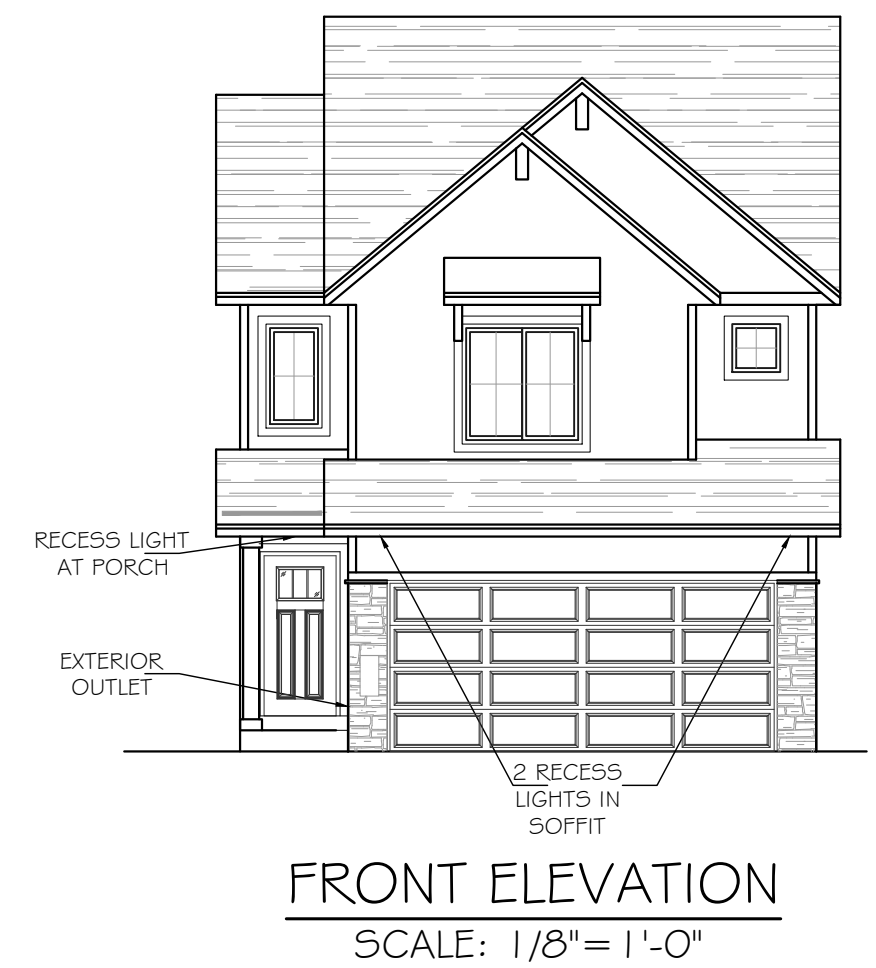 RECESS LIGHT
AT PORCH
EXTERIOR
OUTLET
2 RECESS
LIGHTS IN
SOFFIT
FRONT ELEVATION
SCALE: 1/8"=1'-0"